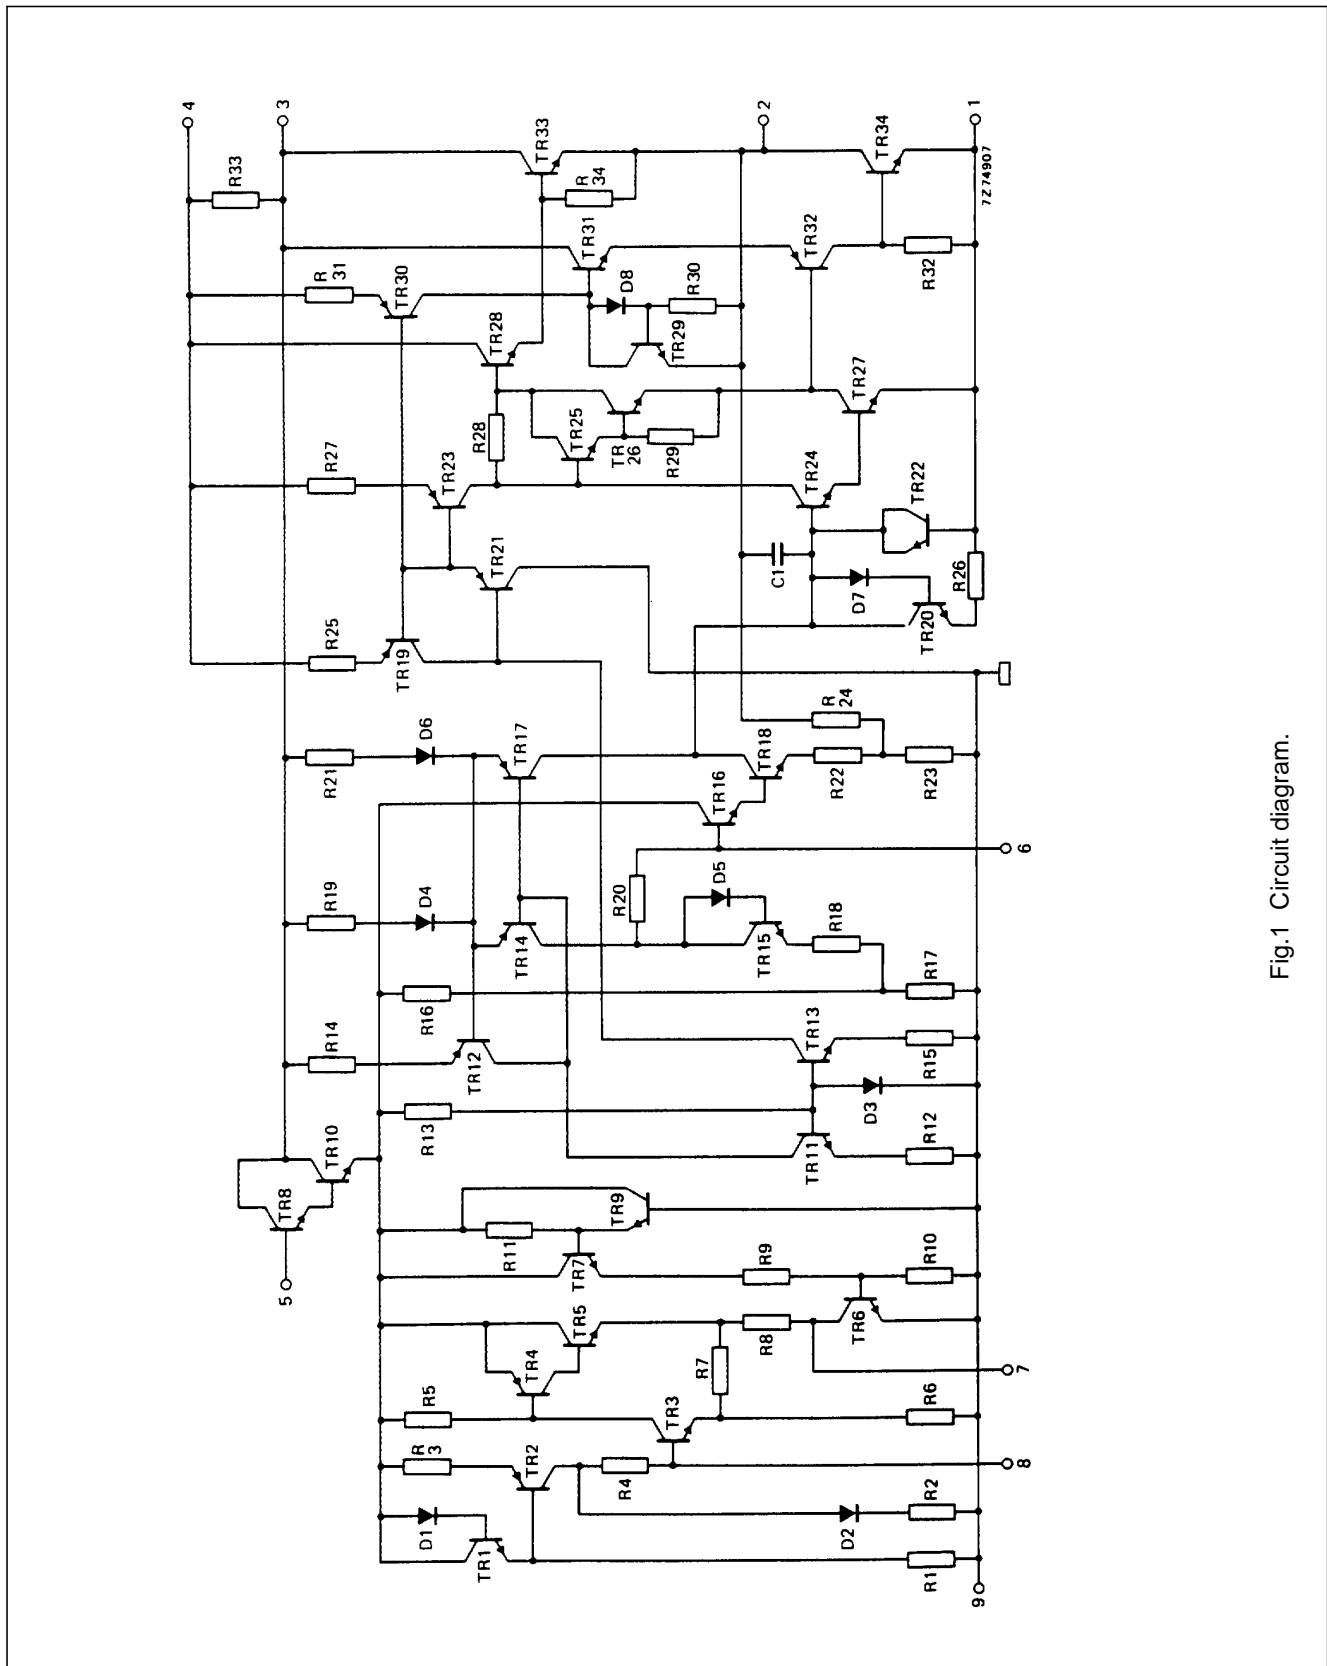 4
3
R33
TR33
R
34
2
TR34
1
7Z74907
R
31
TR30
TR31
TR32
R32
D8
R30
TR28
TR29
R27
TR23
R28
TR25
TR
26
R29
TR27
TR24
TR22
R25
TR19
TR21
C1
D7
TR20
R26
R21
D6
TR17
TR18
R
24
R22
R23
TR16
6
R19
D4
TR14
R20
D5
TR15
R18
R17
R16
R14
TR12
TR13
R15
R13
TR11
D3
R12
TR10
TR8
5
R11
TR9
TR7
R9
R10
TR5
TR4
R8
TR6
7
R5
R7
TR3
R6
R
3
TR2
R4
8
D1
TR1
D2
R2
R1
9
Fig.1 Circuit diagram.